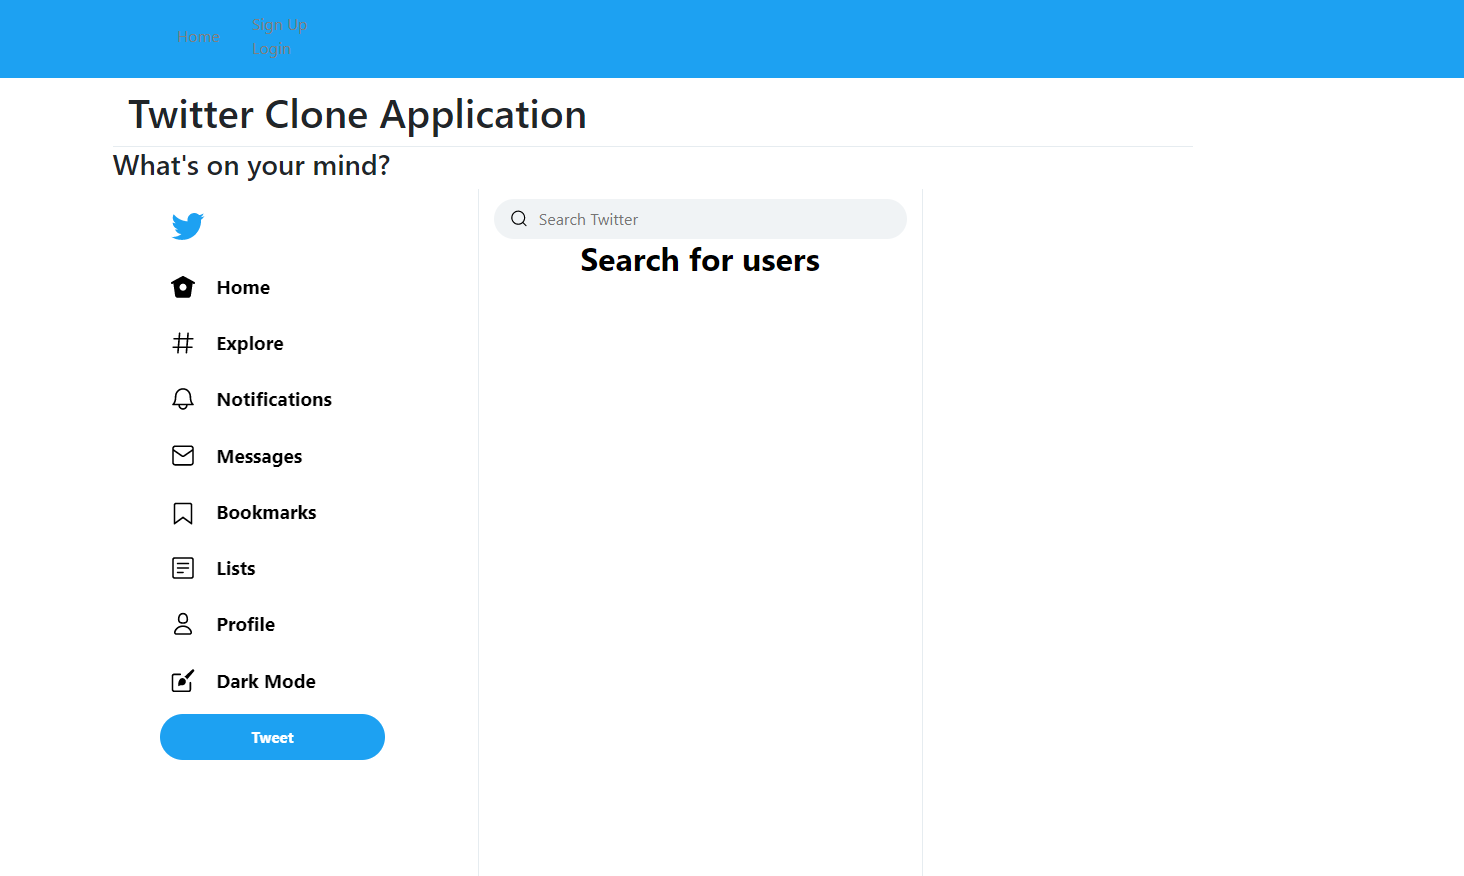 Home
Sign Up
Login
Twitter Clone Application
What's on your mind?
Home
Explore
Notifications
Messages
Bookmarks
Lists
Profile
Dark Mode
Tweet
Search Twitter
Search for users